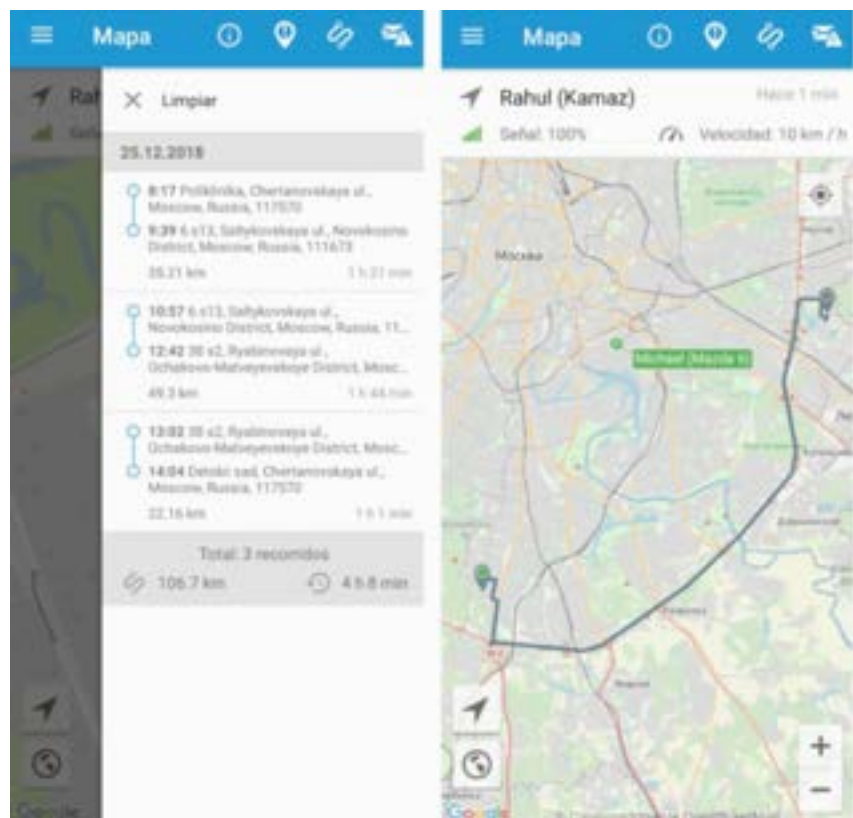 Mapa
Limpiar
25.12.2018
8:17 Poliklinika, Chertanovskaya ul.,
Moscow, Russia, 117570
9:39 6 s13, Saltykovskaya ul., Novokosino
District, Moscow, Russia, 111673
35.21 km
10:57 6 s13, Saltykovskaya ul.,
Novokosino District, Moscow, Russia, 11...
12:42 38 s2, Ryabinovaya ul.,
Ochakovo-Matveyevskoye District, Mosc...
49.3 km 1 h 44 min
13:02 38 s2, Ryabinovaya ul.,
Ochakovo-Matveyevskoye District, Mosc...
14:04 Detskii sad, Chertanovskaya ul.,
Moscow, Russia, 117570
22.16 km 1 h 1 min
Total: 3 recorridos
106.7 km 4 h 8 min
Mapa
Rahul (Kamaz) Hace 1 min
Señal: 100% Velocidad: 10 km / h
Москва
Michael (Mazda 6)
Google